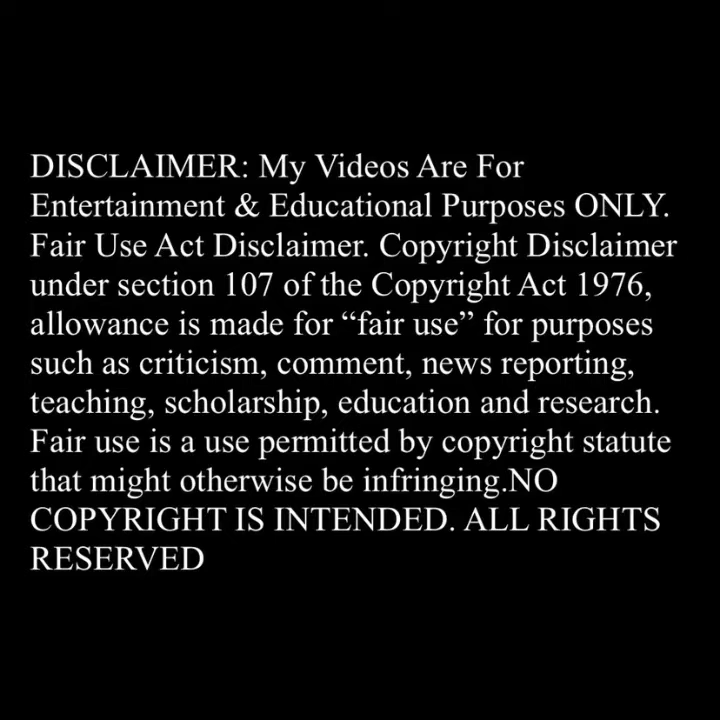 DISCLAIMER: My Videos Are For
Entertainment & Educational Purposes ONLY.
Fair Use Act Disclaimer. Copyright Disclaimer
under section 107 of the Copyright Act 1976,
allowance is made for “fair use” for purposes
such as criticism, comment, news reporting,
teaching, scholarship, education and research.
Fair use is a use permitted by copyright statute
that might otherwise be infringing.NO
COPYRIGHT IS INTENDED. ALL RIGHTS
RESERVED